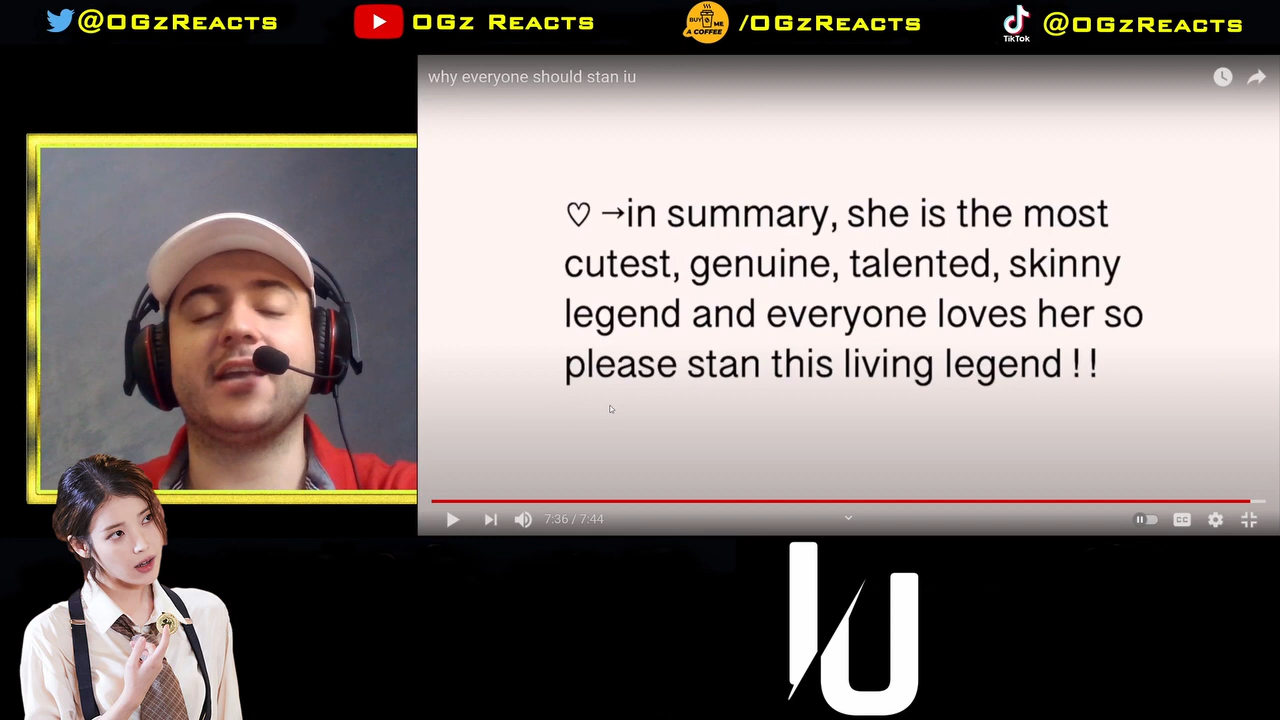 @OGzReacts
OGz Reacts
BUY ME A COFFEE
/OGzReacts
TikTok
@OGzReacts
why everyone should stan iu
♡ →in summary, she is the most
cutest, genuine, talented, skinny
legend and everyone loves her so
please stan this living legend ! !
7:36 / 7:44
CC
IU